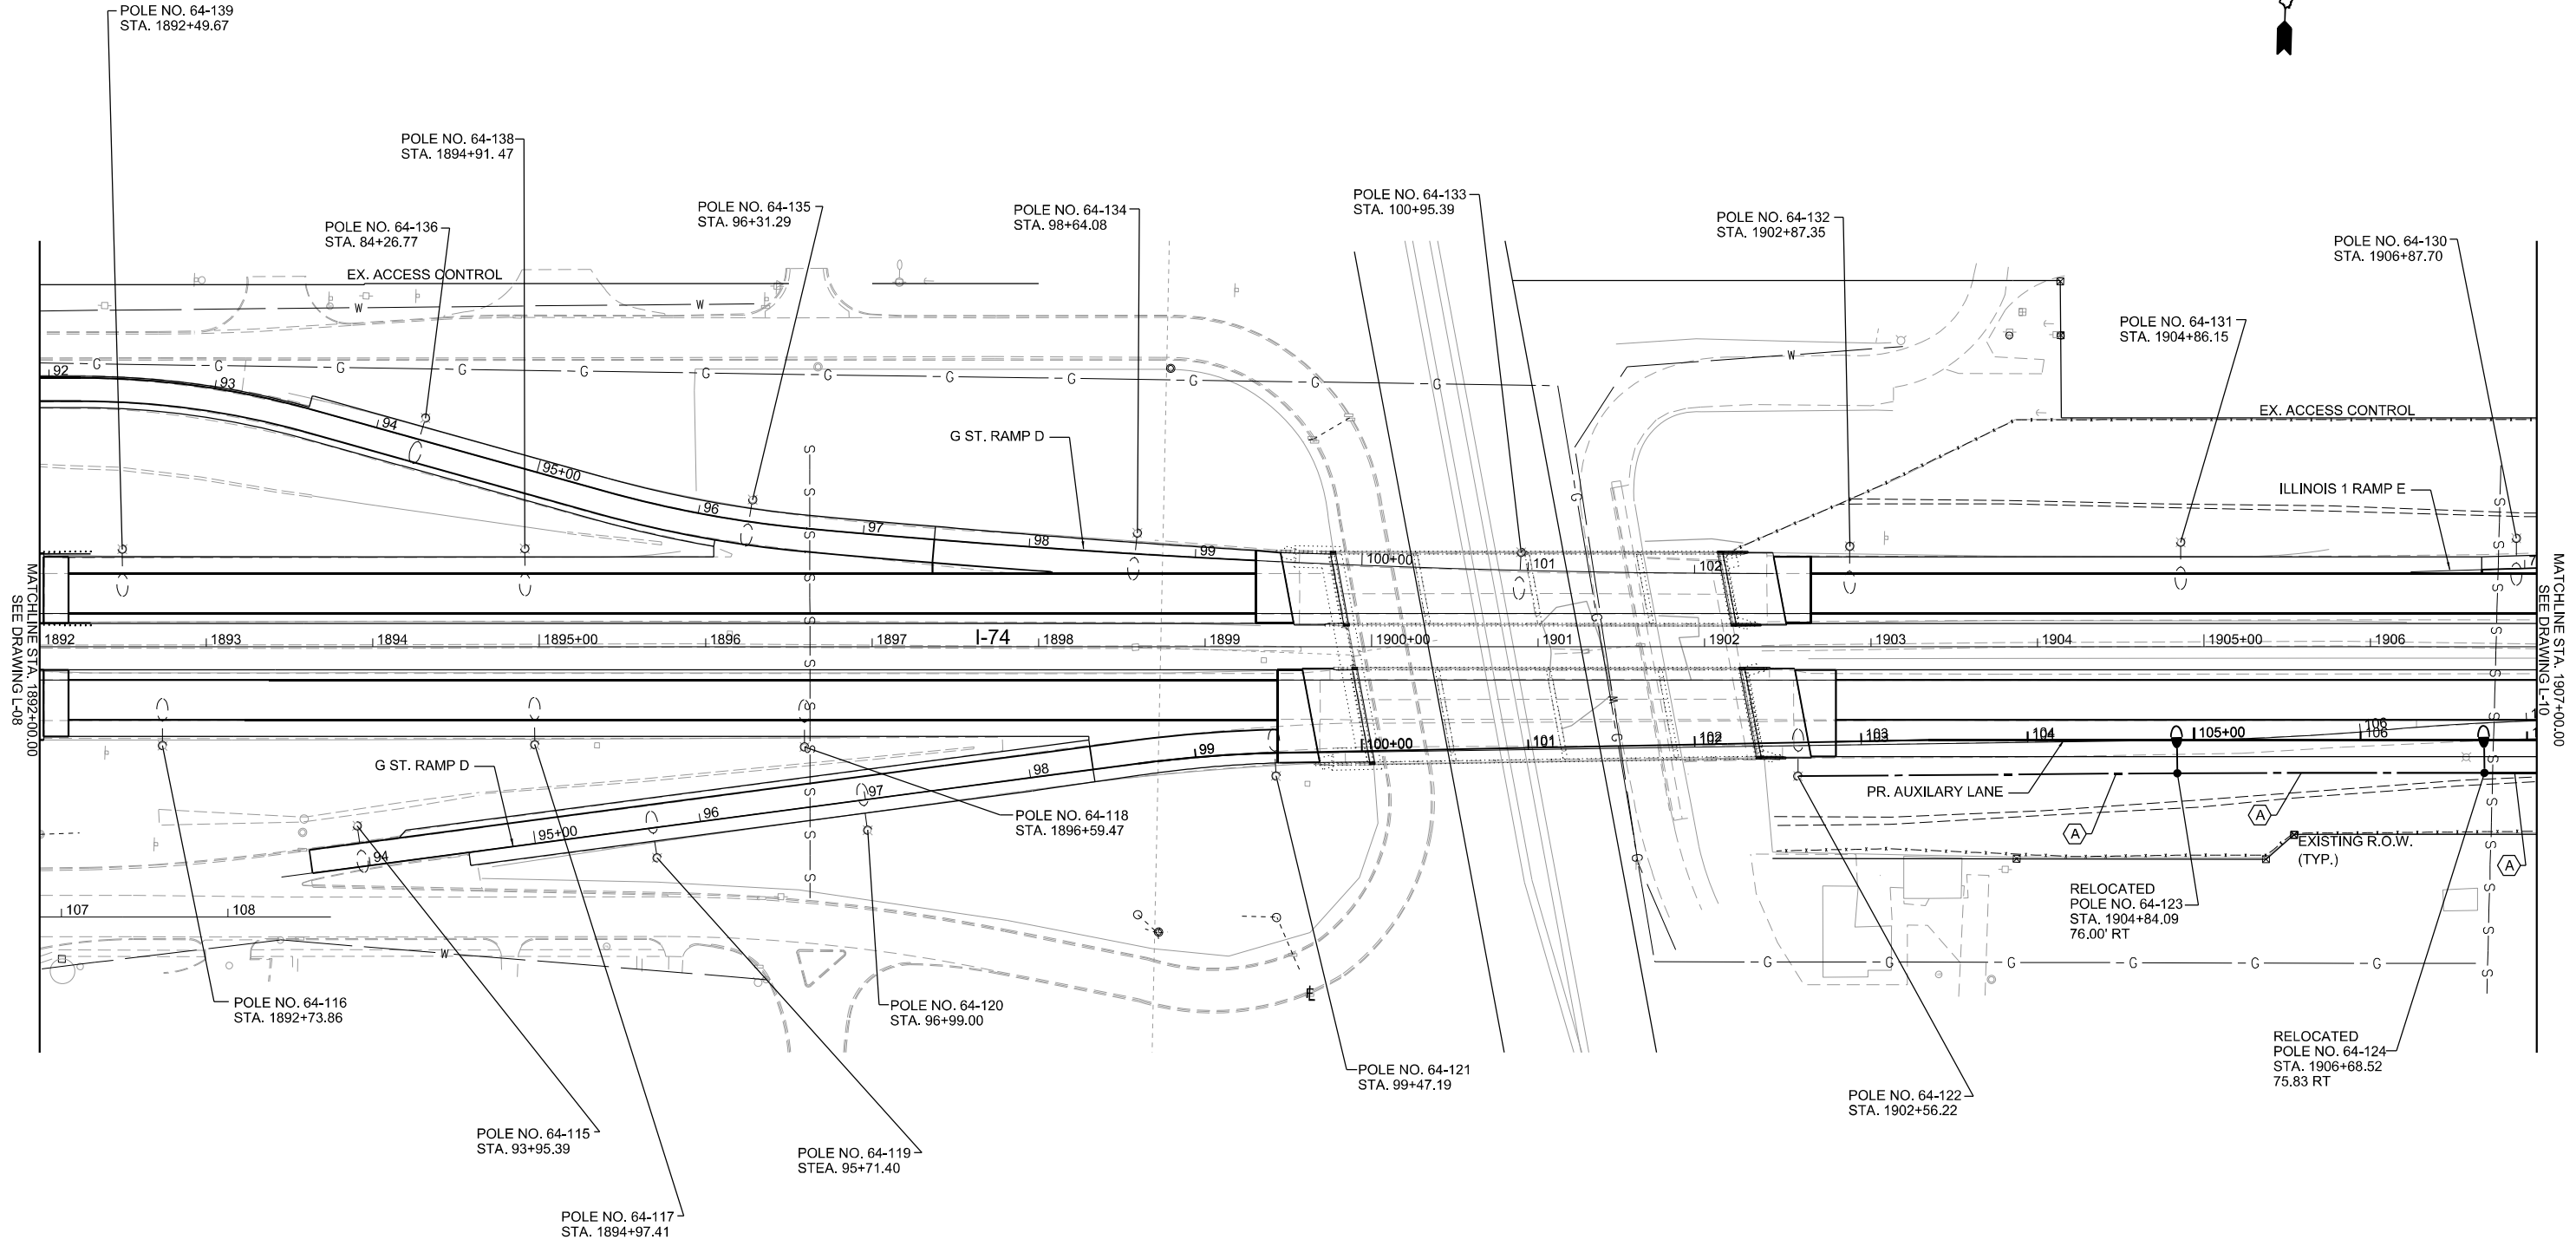 POLE NO. 64-139
STA. 1892+49.67
POLE NO. 64-138
STA. 1894+91. 47
POLE NO. 64-136
STA. 84+26.77
POLE NO. 64-135
STA. 96+31.29
POLE NO. 64-134
STA. 98+64.08
POLE NO. 64-133
STA. 100+95.39
POLE NO. 64-132
STA. 1902+87.35
POLE NO. 64-131
STA. 1904+86.15
POLE NO. 64-130
STA. 1906+87.70
EX. ACCESS CONTROL
W W
W
G G G G G G G G G G G G
EX. ACCESS CONTROL
92 93 94 95+00 96 97 98 99 100+00 101 102
G ST. RAMP D
ILLINOIS 1 RAMP E
7
MATCHLINE STA. 1892+00.00
SEE DRAWING L-08
1892 1893 1894 1895+00 1896 1897 I-74 1898 1899 1900+00 1901 1902 1903 1904 1905+00 1906
MATCHLINE STA. 1907+00.00
SEE DRAWING L-10
S S S S S S S S S
S S S S S S S S S
G G W G G
94 95+00 96 97 98 99 100+00 101 102 103 104 105+00 106
G ST. RAMP D
PR. AUXILARY LANE
A
A
A
EXISTING R.O.W.
(TYP.)
POLE NO. 64-118
STA. 1896+59.47
107 108
W
G G G G G G
E
RELOCATED
POLE NO. 64-123
STA. 1904+84.09
76.00' RT
POLE NO. 64-116
STA. 1892+73.86
POLE NO. 64-120
STA. 96+99.00
POLE NO. 64-121
STA. 99+47.19
POLE NO. 64-122
STA. 1902+56.22
RELOCATED
POLE NO. 64-124
STA. 1906+68.52
75.83 RT
POLE NO. 64-115
STA. 93+95.39
POLE NO. 64-119
STEA. 95+71.40
POLE NO. 64-117
STA. 1894+97.41